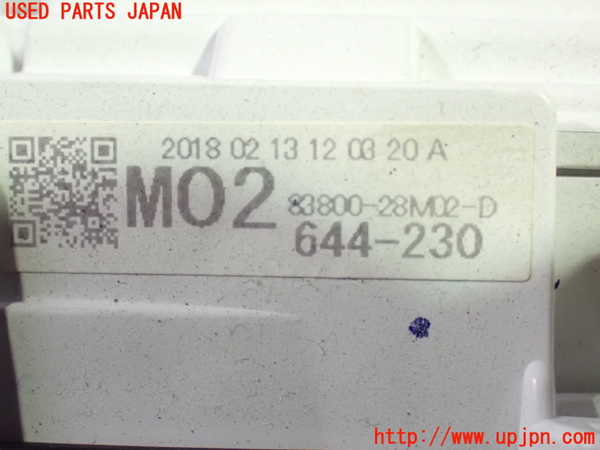 USED PARTS JAPAN
2018 02 13 12 03 20 A
M02 83800-28M02-D
644-230
http://www.upjpn.com/